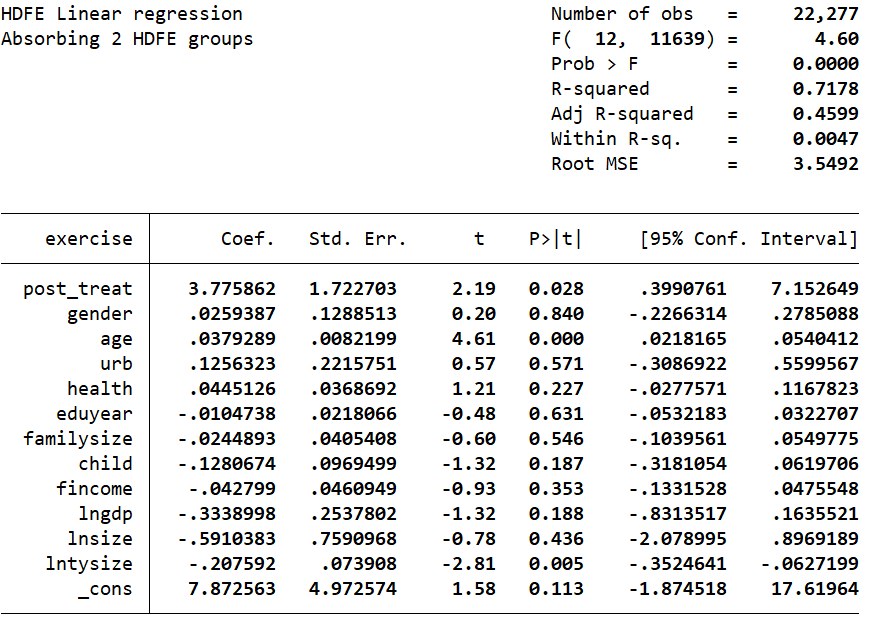 HDFE Linear regression Number of obs = 22,277
Absorbing 2 HDFE groups F( 12, 11639) = 4.60
Prob > F = 0.0000
R-squared = 0.7178
Adj R-squared = 0.4599
Within R-sq. = 0.0047
Root MSE = 3.5492
exercise Coef. Std. Err. t P>|t| [95% Conf. Interval]
post_treat 3.775862 1.722703 2.19 0.028 .3990761 7.152649
gender .0259387 .1288513 0.20 0.840 -.2266314 .2785088
age .0379289 .0082199 4.61 0.000 .0218165 .0540412
urb .1256323 .2215751 0.57 0.571 -.3086922 .5599567
health .0445126 .0368692 1.21 0.227 -.0277571 .1167823
eduyear -.0104738 .0218066 -0.48 0.631 -.0532183 .0322707
familysize -.0244893 .0405408 -0.60 0.546 -.1039561 .0549775
child -.1280674 .0969499 -1.32 0.187 -.3181054 .0619706
fincome -.042799 .0460949 -0.93 0.353 -.1331528 .0475548
lngdp -.3338998 .2537802 -1.32 0.188 -.8313517 .1635521
lnsize -.5910383 .7590968 -0.78 0.436 -2.078995 .8969189
lntysize -.207592 .073908 -2.81 0.005 -.3524641 -.0627199
_cons 7.872563 4.972574 1.58 0.113 -1.874518 17.61964